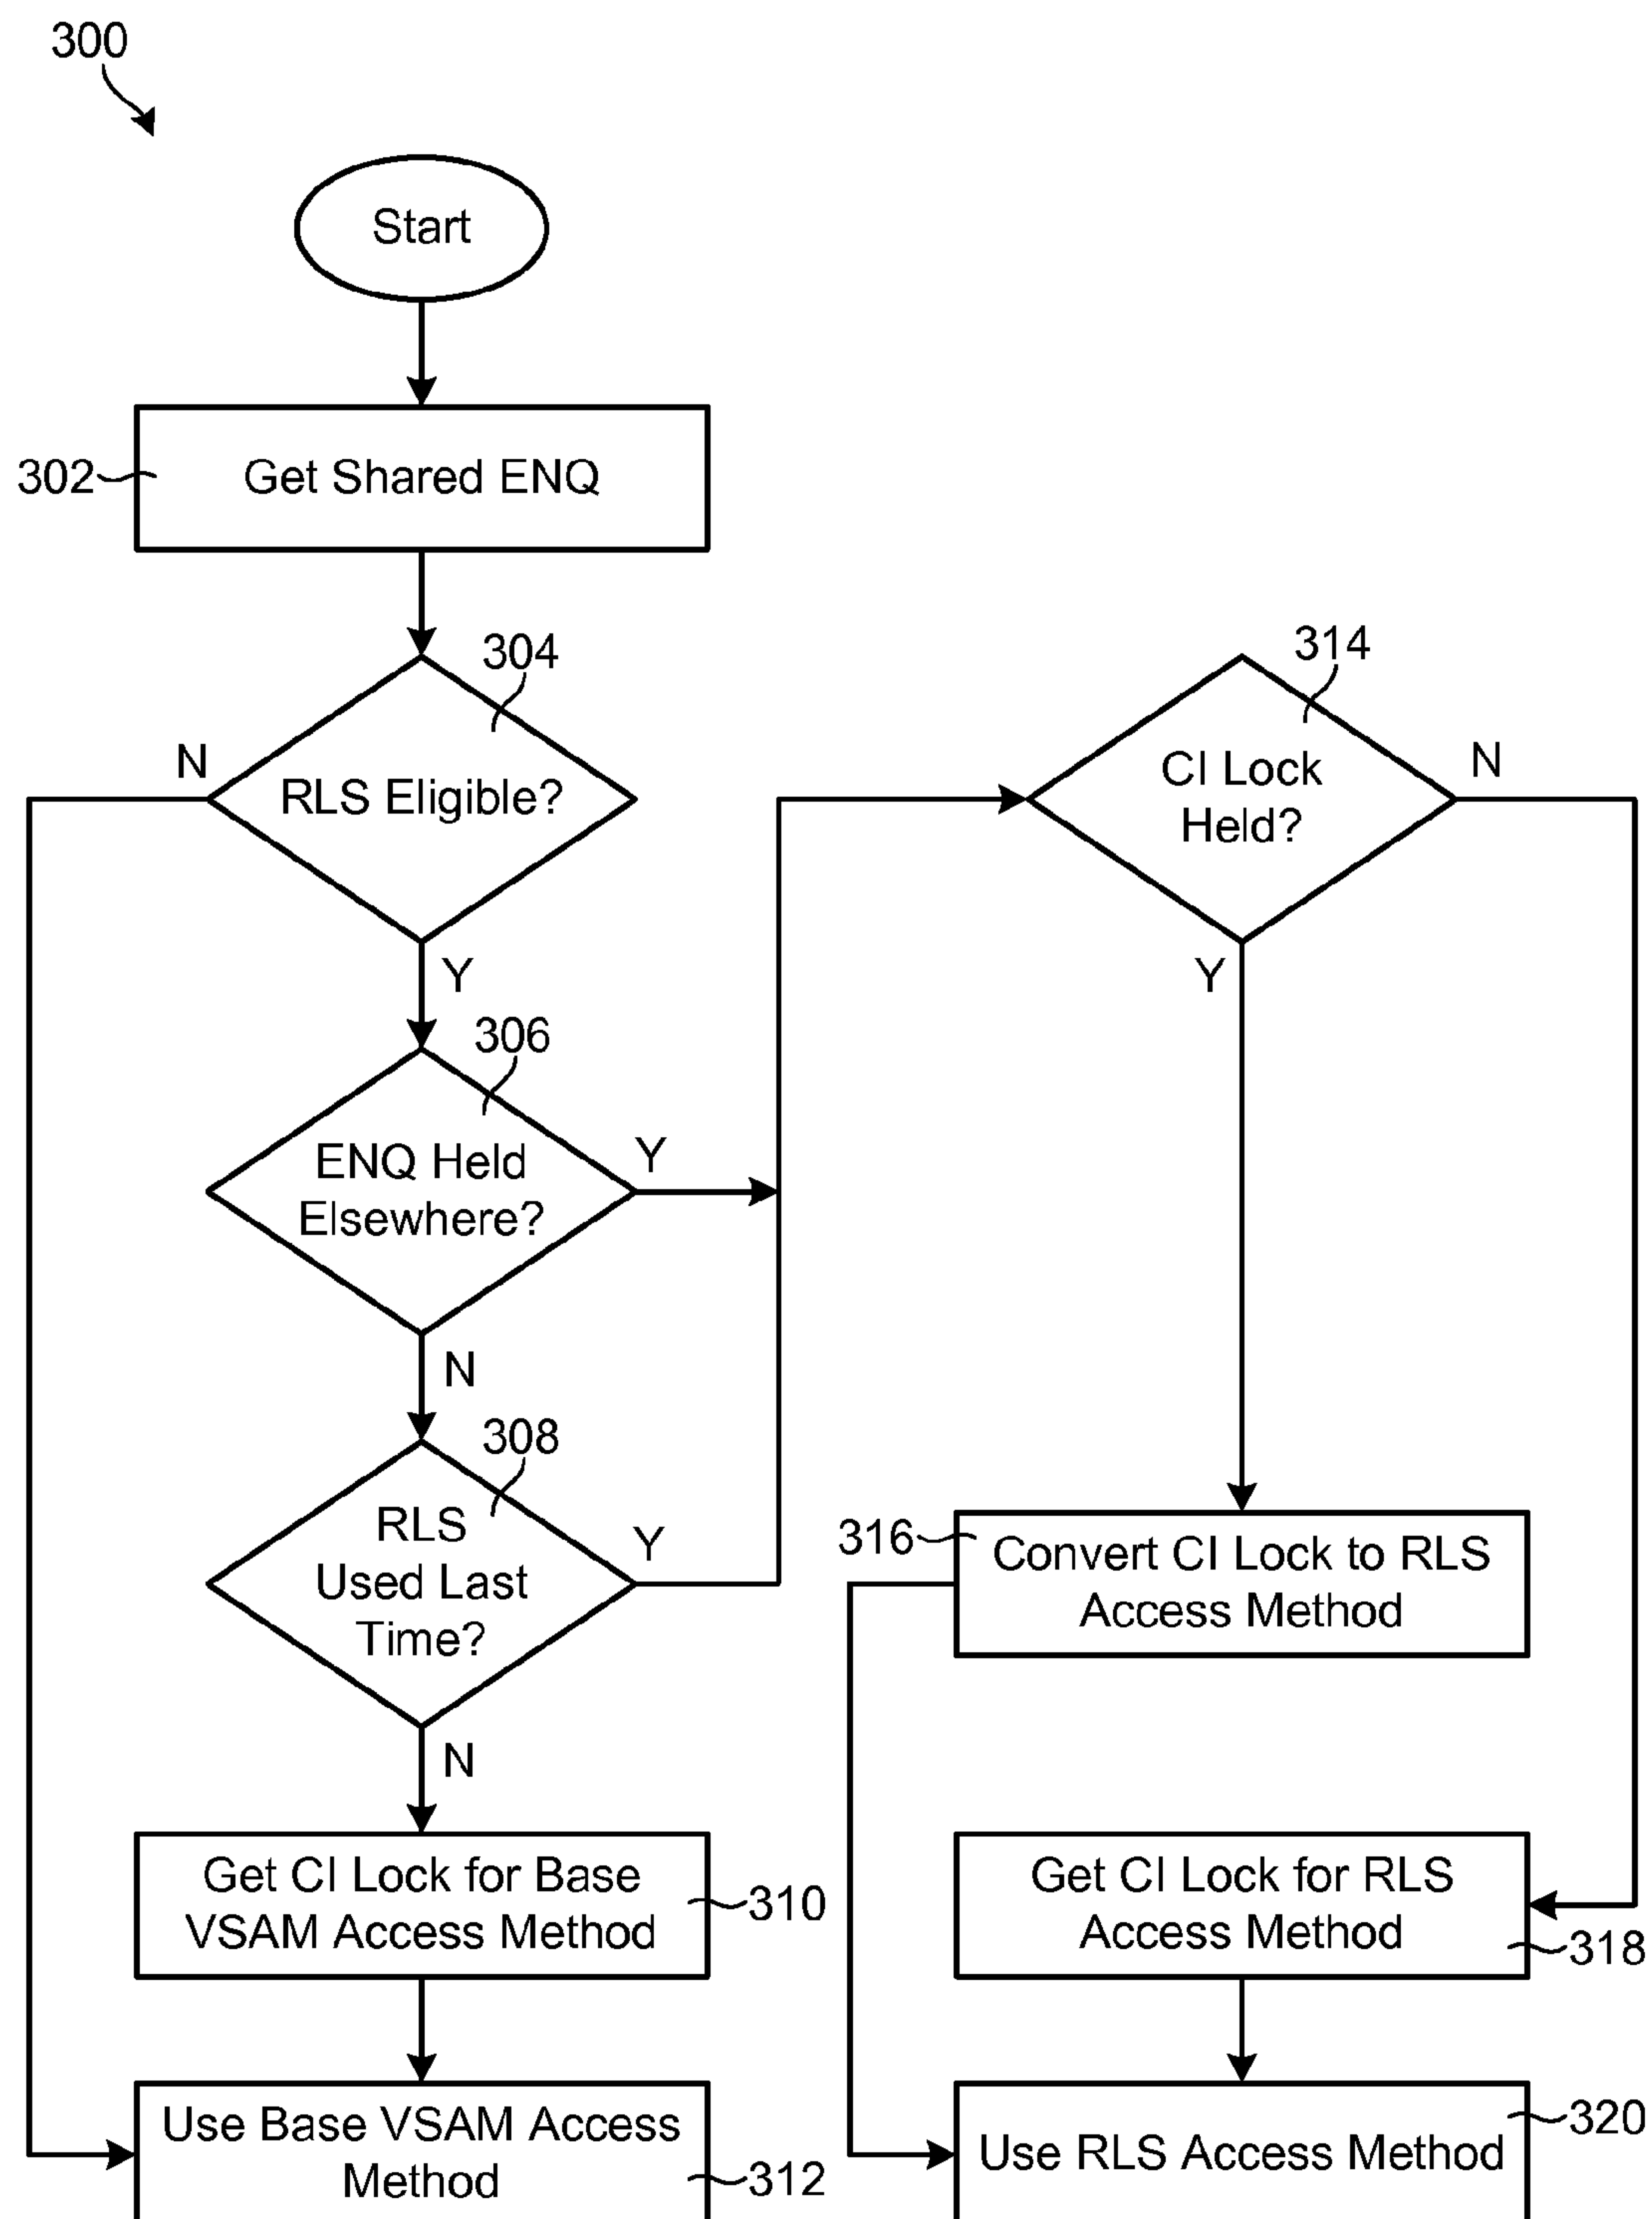 300
Start
302
Get Shared ENQ
304
N
RLS Eligible?
Y
306
ENQ Held
Elsewhere?
Y
N
308
RLS
Used Last
Time?
Y
N
Get CI Lock for Base
VSAM Access Method
310
Use Base VSAM Access
Method
312
314
CI Lock
Held?
N
Y
316
Convert CI Lock to RLS
Access Method
Get CI Lock for RLS
Access Method
318
Use RLS Access Method
320